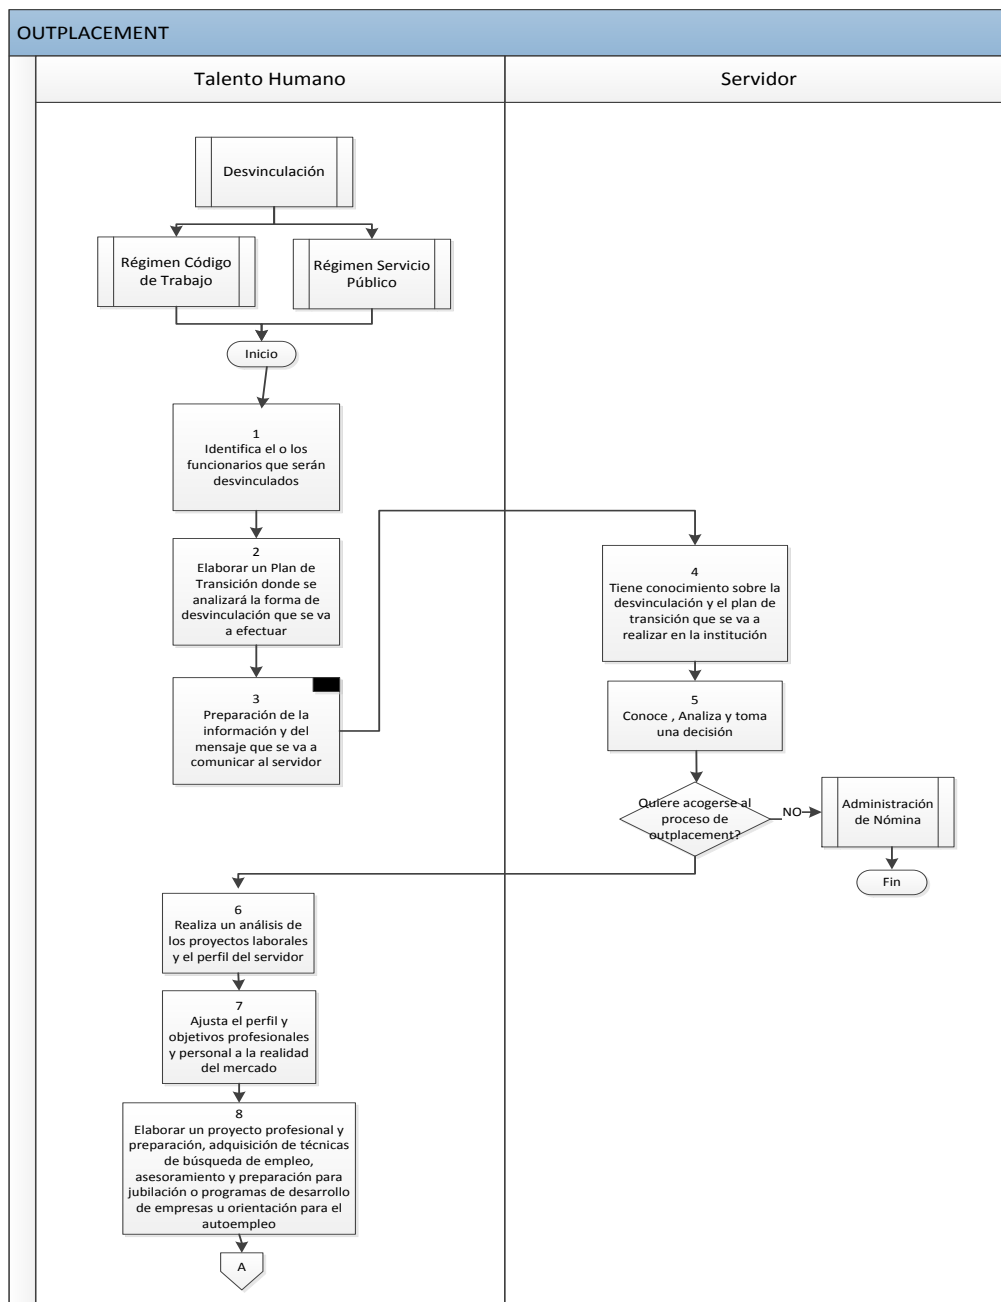 OUTPLACEMENT
Talento Humano
Servidor
Desvinculación
Régimen Código
de Trabajo
Régimen Servicio
Público
Inicio
1
Identifica el o los
funcionarios que serán
desvinculados
2
Elaborar un Plan de
Transición donde se
analizará la forma de
desvinculación que se va
a efectuar
3
Preparación de la
información y del
mensaje que se va a
comunicar al servidor
4
Tiene conocimiento sobre la
desvinculación y el plan de
transición que se va a
realizar en la institución
5
Conoce , Analiza y toma
una decisión
Quiere acogerse al
proceso de
outplacement?
NO
Administración
de Nómina
Fin
6
Realiza un análisis de
los proyectos laborales
y el perfil del servidor
7
Ajusta el perfil y
objetivos profesionales
y personal a la realidad
del mercado
8
Elaborar un proyecto profesional y
preparación, adquisición de técnicas
de búsqueda de empleo,
asesoramiento y preparación para
jubilación o programas de desarrollo
de empresas u orientación para el
autoempleo
A